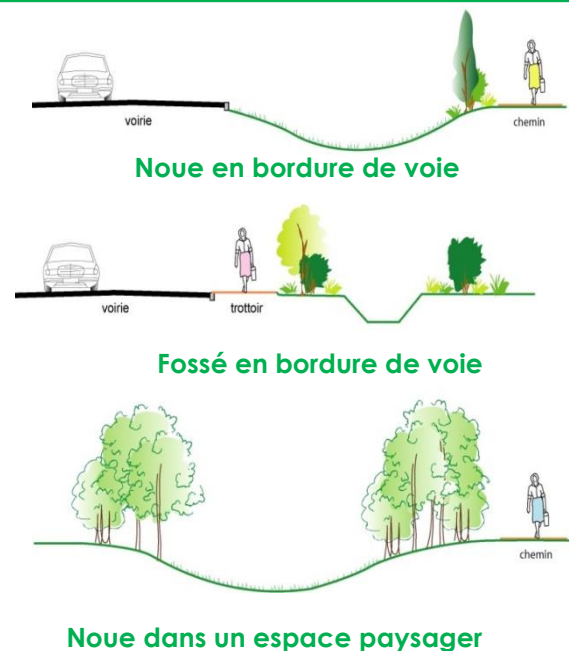 voirie
chemin
Noue en bordure de voie
voirie
trottoir
Fossé en bordure de voie
chemin
Noue dans un espace paysager